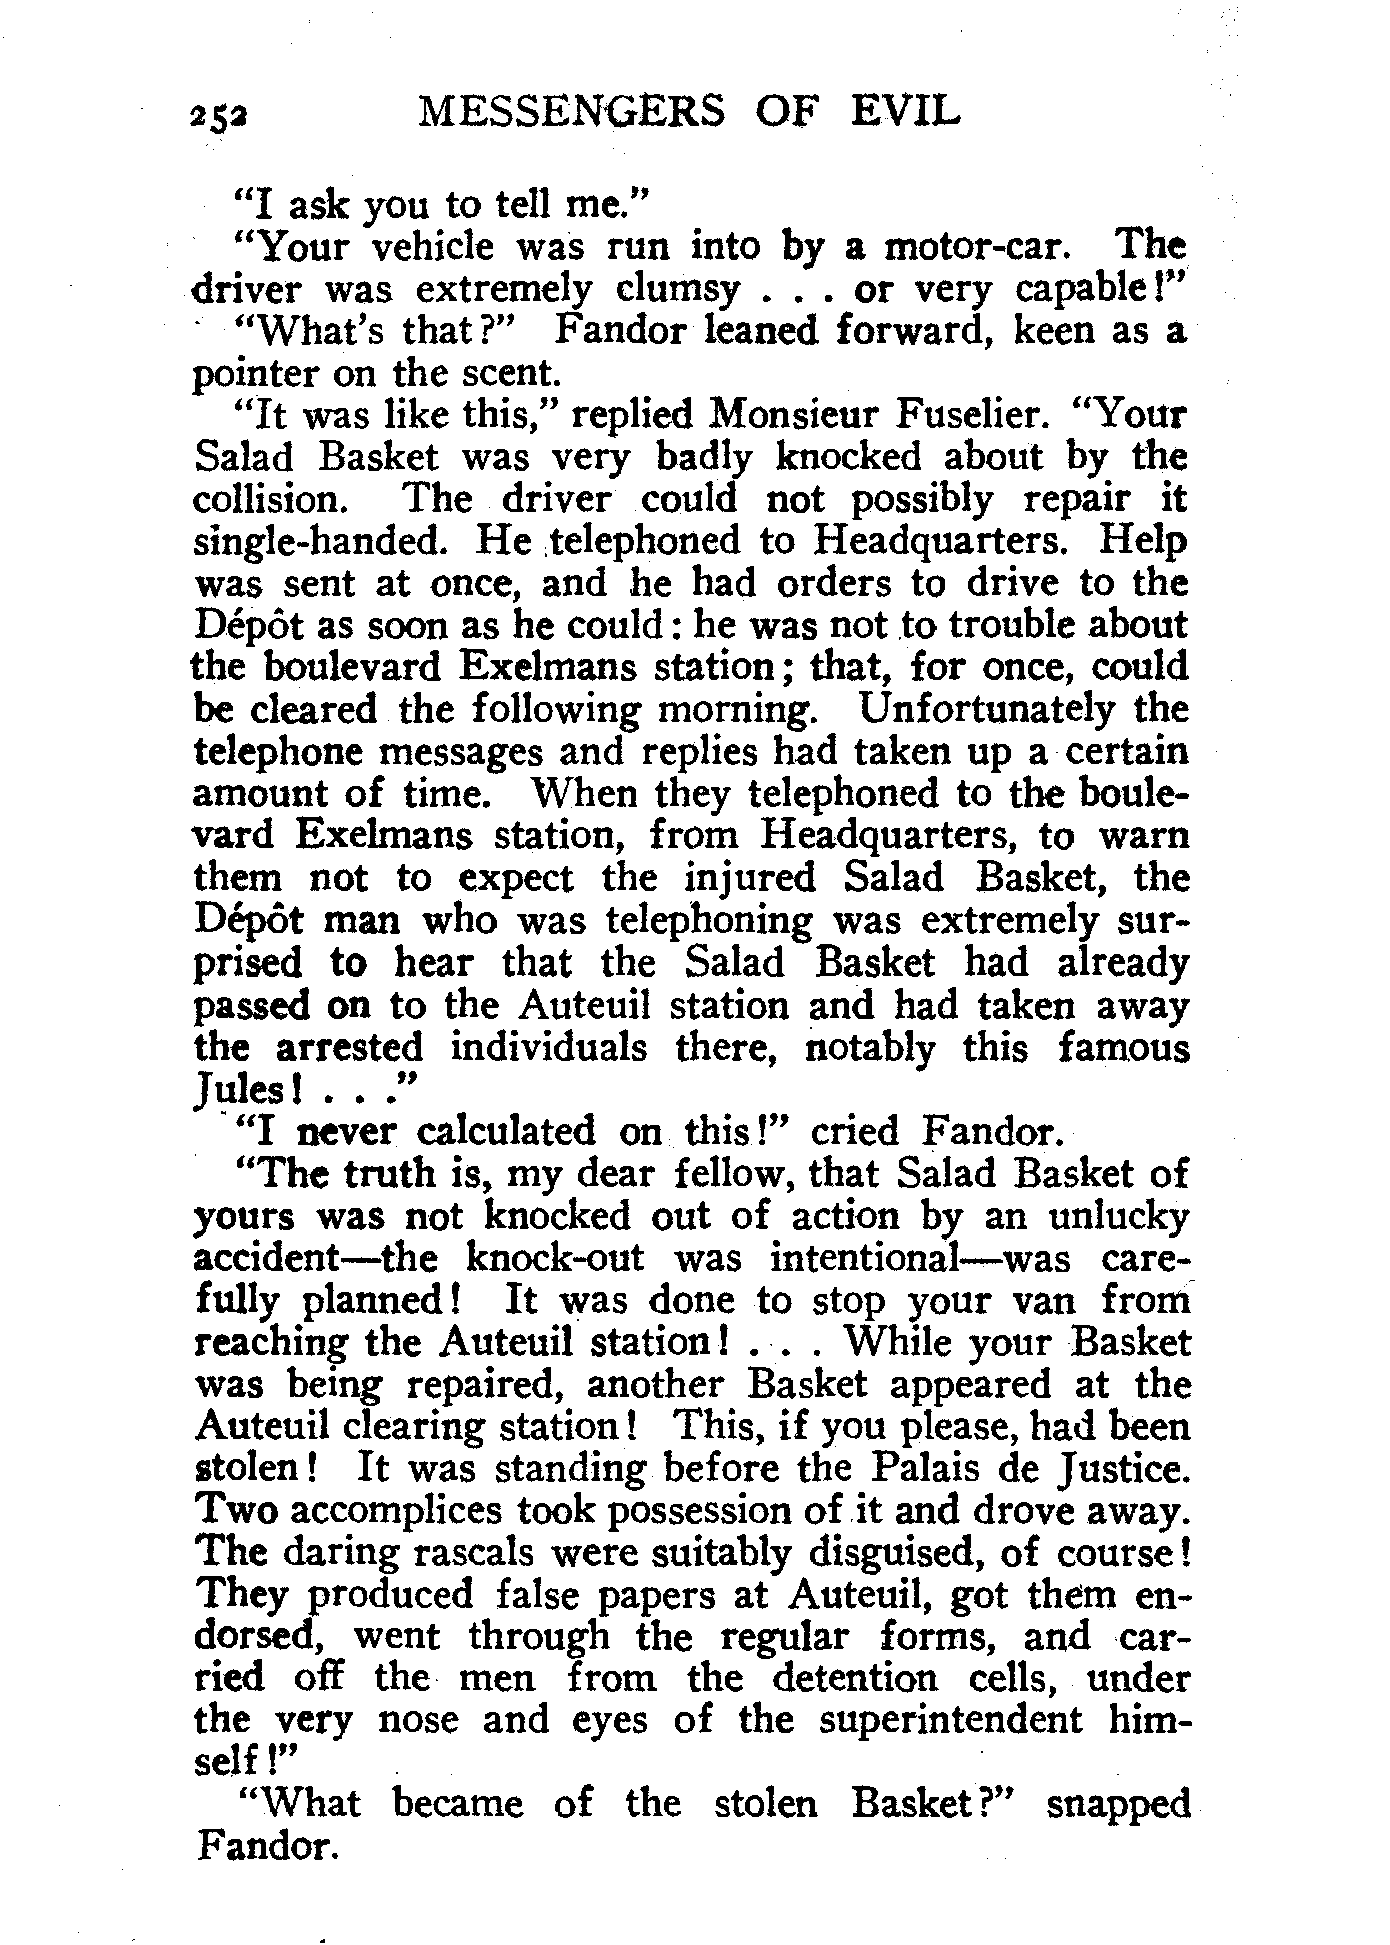 252 MESSENGERS OF EVIL
"I ask you to tell me."
"Your vehicle was run into by a motor-car. The
driver was extremely clumsy . . . or very capable!"
"What's that?" Fandor leaned forward, keen as a
pointer on the scent.
"It was like this," replied Monsieur Fuselier. "Your
Salad Basket was very badly knocked about by the
collision. The driver could not possibly repair it
single-handed. He telephoned to Headquarters. Help
was sent at once, and he had orders to drive to the
Dépôt as soon as he could: he was not to trouble about
the boulevard Exelmans station; that, for once, could
be cleared the following morning. Unfortunately the
telephone messages and replies had taken up a certain
amount of time. When they telephoned to the boule-
vard Exelmans station, from Headquarters, to warn
them not to expect the injured Salad Basket, the
Dépôt man who was telephoning was extremely sur-
prised to hear that the Salad Basket had already
passed on to the Auteuil station and had taken away
the arrested individuals there, notably this famous
Jules! . . ."
"I never calculated on this!" cried Fandor.
"The truth is, my dear fellow, that Salad Basket of
yours was not knocked out of action by an unlucky
accident—the knock-out was intentional—was care-
fully planned! It was done to stop your van from
reaching the Auteuil station! . . . While your Basket
was being repaired, another Basket appeared at the
Auteuil clearing station! This, if you please, had been
stolen! It was standing before the Palais de Justice.
Two accomplices took possession of it and drove away.
The daring rascals were suitably disguised, of course!
They produced false papers at Auteuil, got them en-
dorsed, went through the regular forms, and car-
ried off the men from the detention cells, under
the very nose and eyes of the superintendent him-
self!"
"What became of the stolen Basket?" snapped
Fandor.